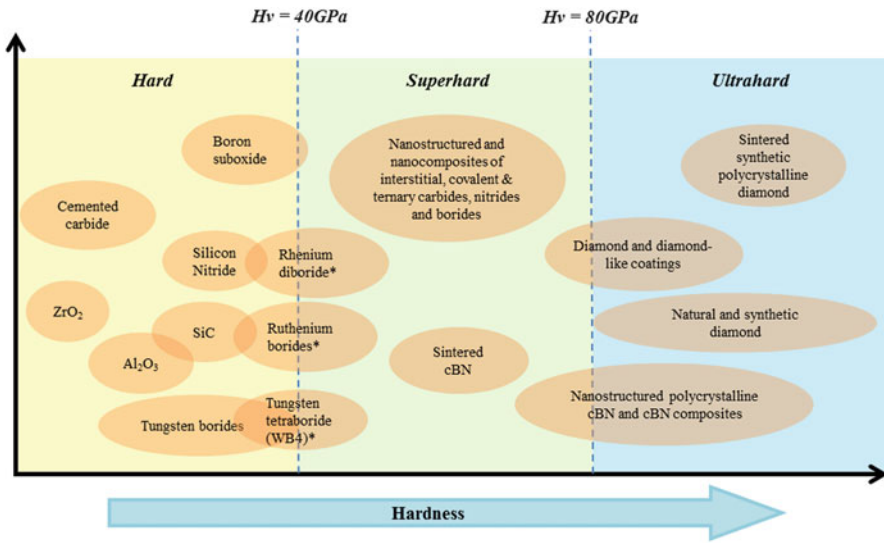 Hv = 40GPa
Hv = 80GPa
Hard
Superhard
Ultrahard
Boron
suboxide
Nanostructured and
nanocomposites of
interstitial, covalent &
ternary carbides, nitrides
and borides
Sintered
synthetic
polycrystalline
diamond
Cemented
carbide
Silicon
Nitride
Rhenium
diboride*
Diamond and diamond-
like coatings
ZrO₂
SiC
Ruthenium
borides*
Natural and synthetic
diamond
Al₂O₃
Sintered
cBN
Tungsten borides
Tungsten
tetraboride
(WB4)*
Nanostructured polycrystalline
cBN and cBN composites
Hardness